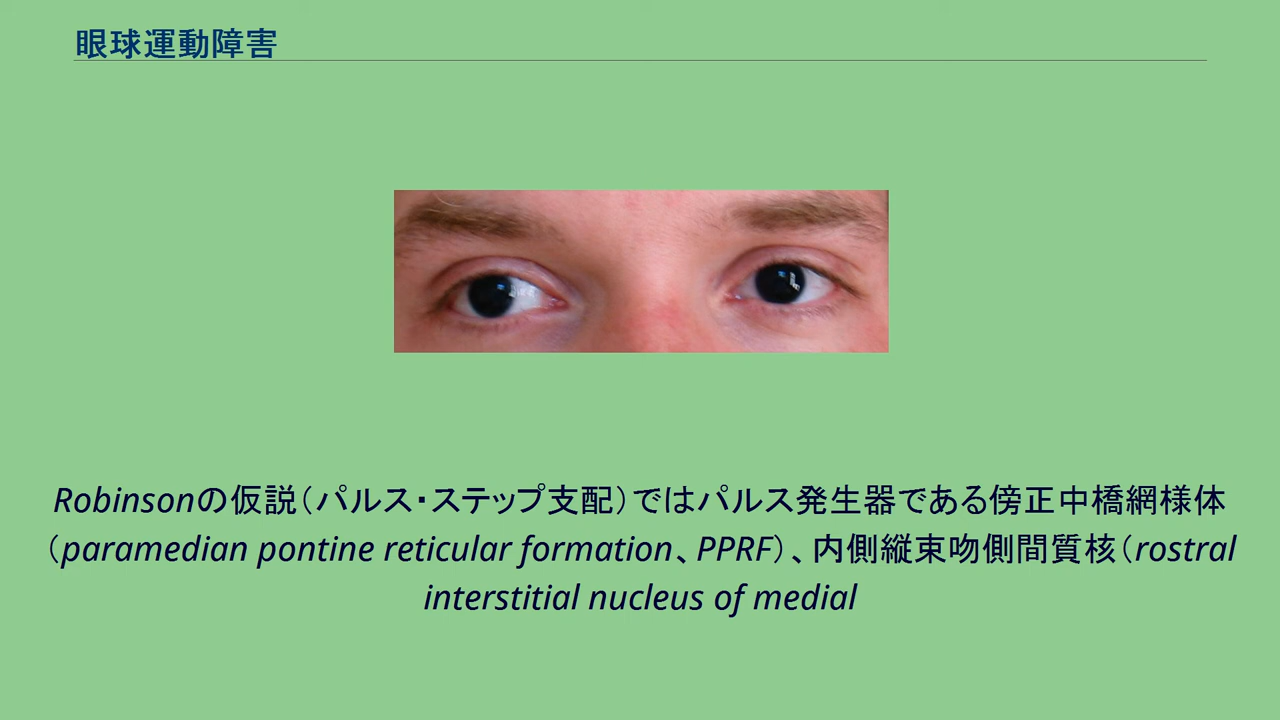 眼球運動障害
Robinsonの仮説（パルス・ステップ支配）ではパルス発生器である傍正中橋網様体
（paramedian pontine reticular formation、PPRF）、内側縦束吻側間質核（rostral
interstitial nucleus of medial